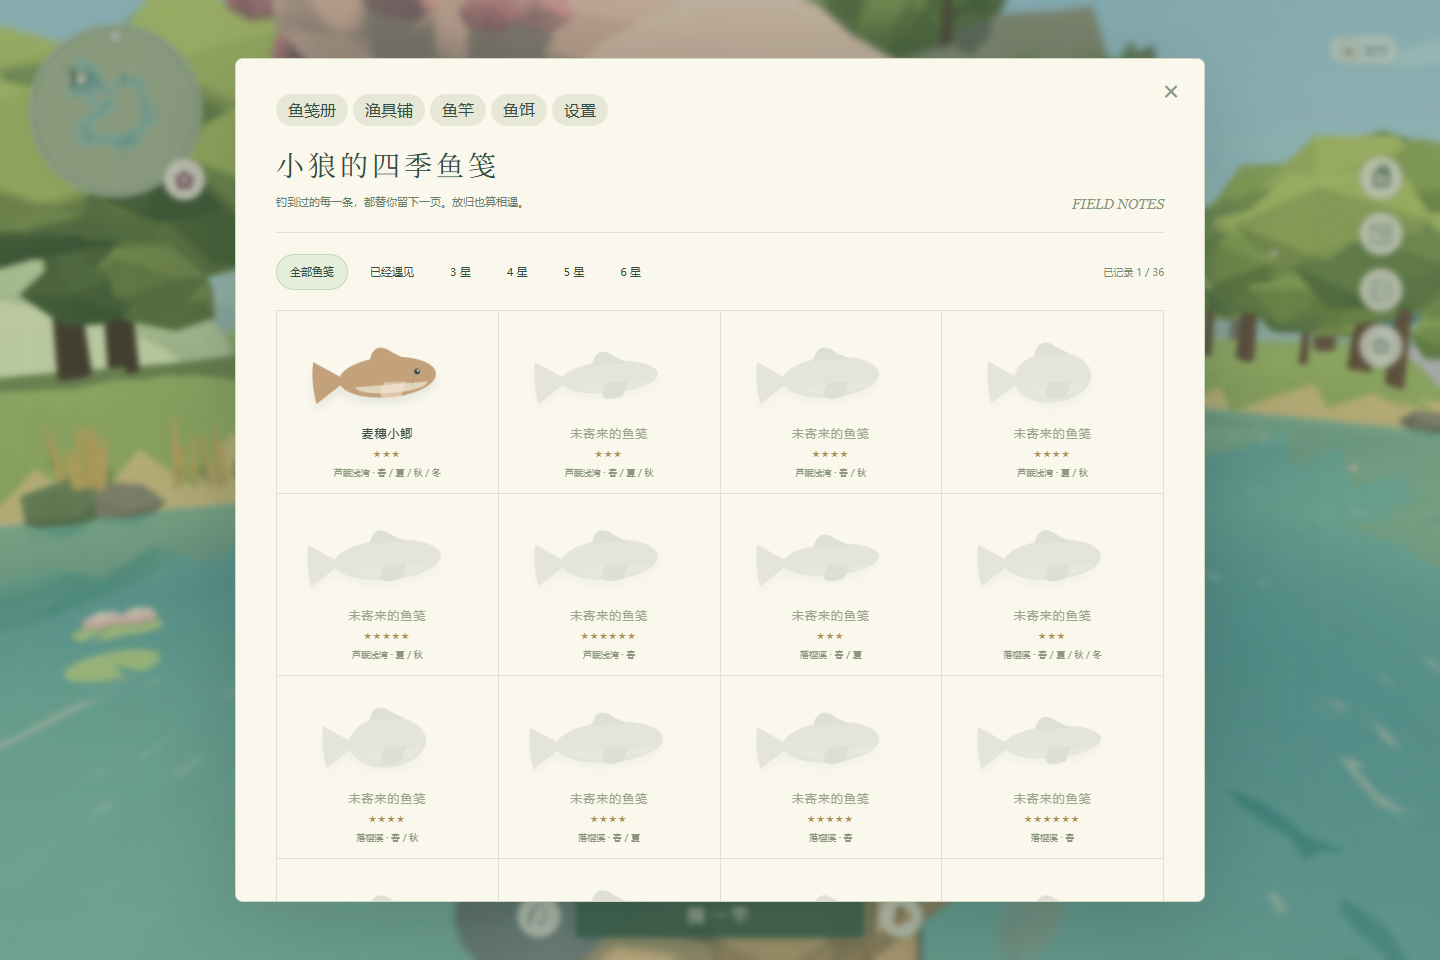 鱼笺册 渔具铺 鱼竿 鱼饵 设置
小狼的四季鱼笺
钓到过的每一条，都替你留下一页。放归也算相遇。
FIELD NOTES
全部鱼笺 已经遇见 3 星 4 星 5 星 6 星 已记录 1 / 36
麦穗小鲫 未寄来的鱼笺 未寄来的鱼笺 未寄来的鱼笺
★★★ ★★★ ★★★★ ★★★★
芦眠浅湾 · 春 / 夏 / 秋 / 冬 芦眠浅湾 · 春 / 夏 / 秋 芦眠浅湾 · 春 / 秋 芦眠浅湾 · 夏 / 秋
未寄来的鱼笺 未寄来的鱼笺 未寄来的鱼笺 未寄来的鱼笺
★★★★★ ★★★★★★ ★★★ ★★★
芦眠浅湾 · 夏 / 秋 芦眠浅湾 · 春 落樱溪 · 春 / 夏 落樱溪 · 春 / 夏 / 秋 / 冬
未寄来的鱼笺 未寄来的鱼笺 未寄来的鱼笺 未寄来的鱼笺
★★★★ ★★★★ ★★★★★ ★★★★★★
落樱溪 · 春 / 秋 落樱溪 · 春 / 夏 落樱溪 · 春 落樱溪 · 春